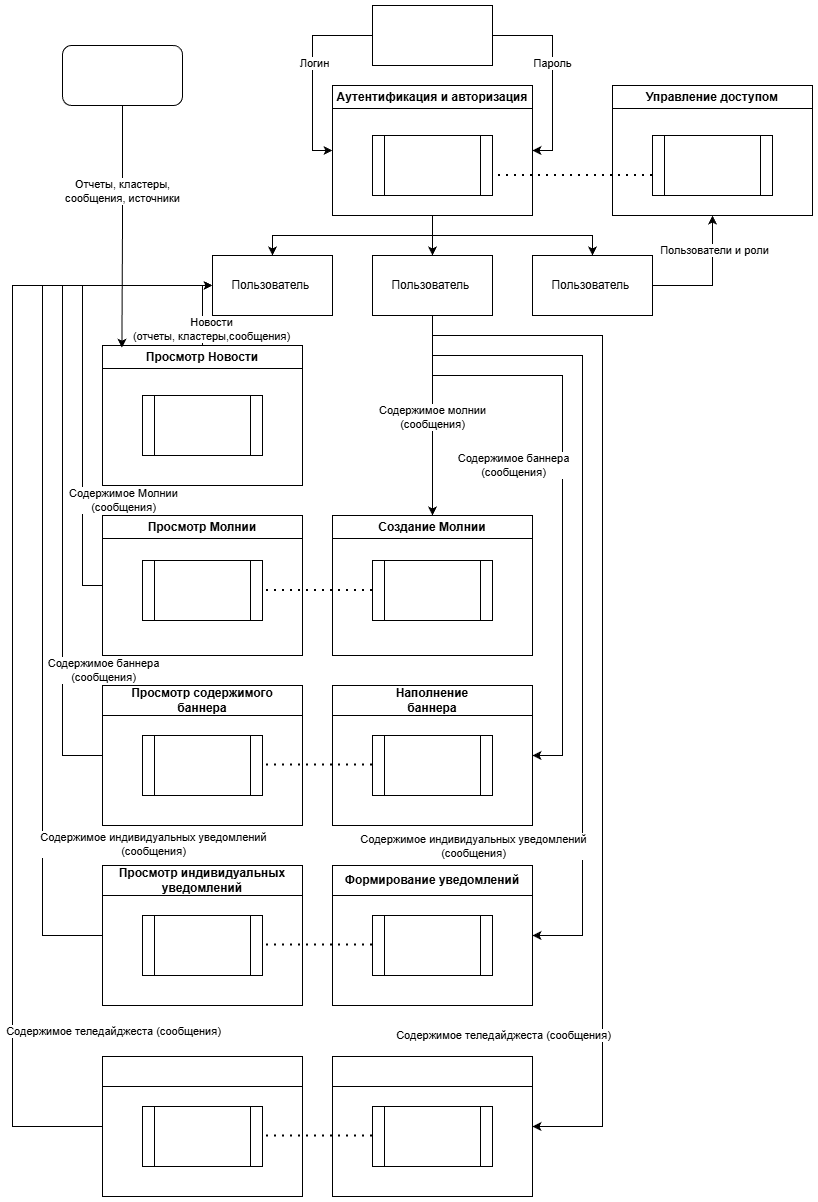 Логин
Пароль
Аутентификация и авторизация
Управление доступом
Отчеты, кластеры,
сообщения, источники
Пользователи и роли
Пользователь
Пользователь
Пользователь
Новости
(отчеты, кластеры,сообщения)
Просмотр Новости
Содержимое молнии
(сообщения)
Содержимое баннера
(сообщения)
Содержимое Молнии
(сообщения)
Просмотр Молнии
Создание Молнии
Содержимое баннера
(сообщения)
Просмотр содержимого
баннера
Наполнение
баннера
Содержимое индивидуальных уведомлений
(сообщения)
Содержимое индивидуальных уведомлений
(сообщения)
Просмотр индивидуальных
уведомлений
Формирование уведомлений
Содержимое теледайджеста (сообщения)
Содержимое теледайджеста (сообщения)